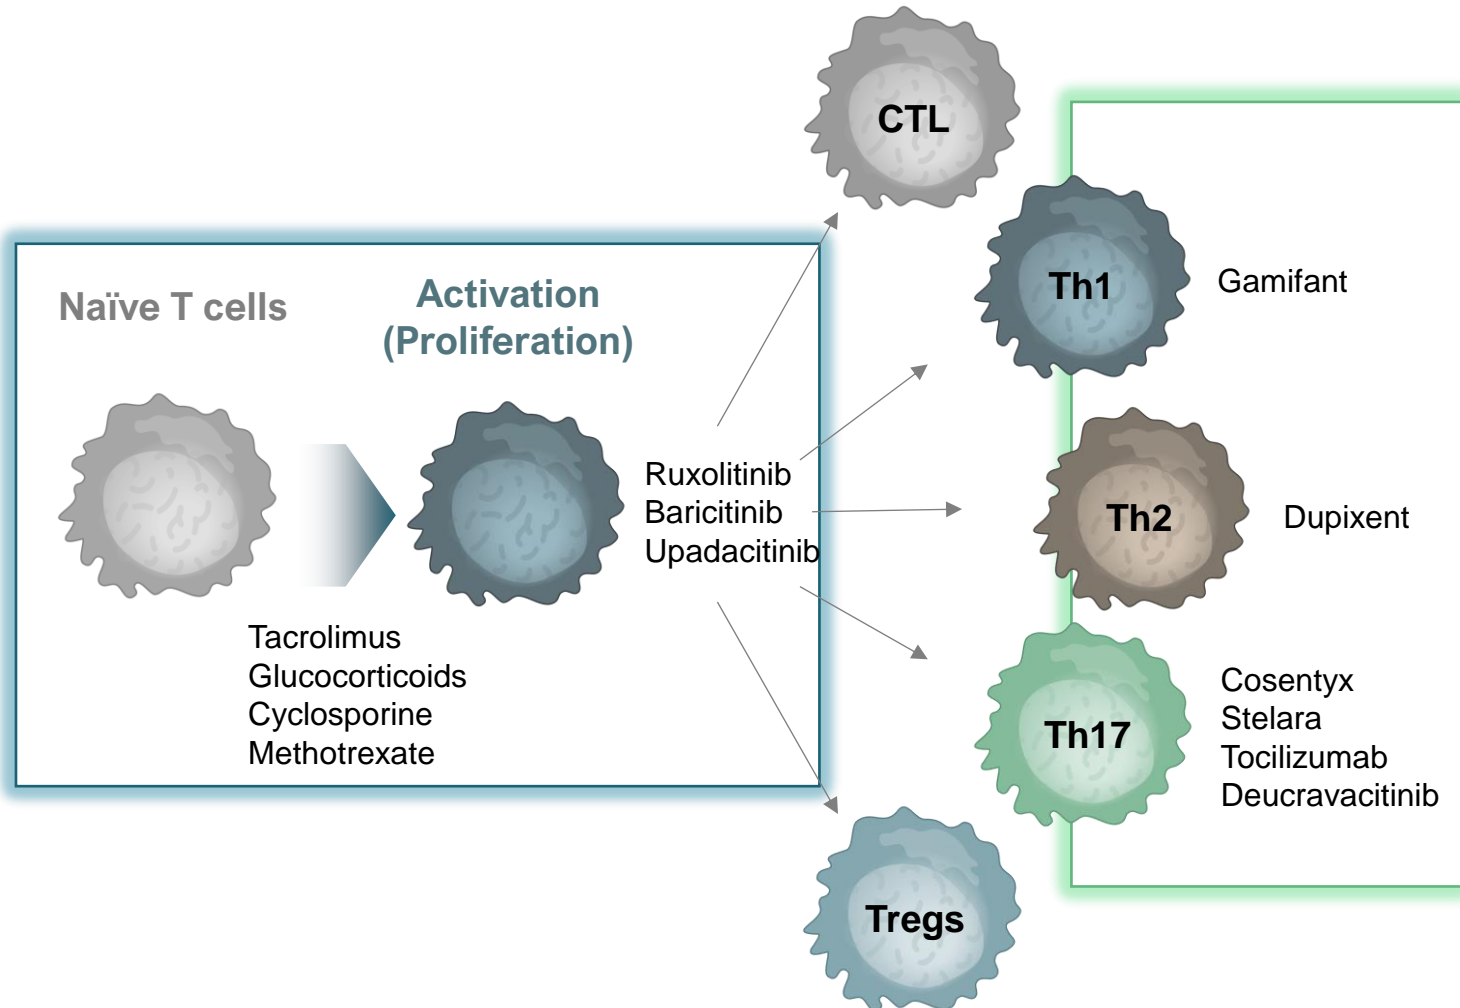 CTL
Th1
Gamifant
Naïve T cells
Activation
(Proliferation)
Ruxolitinib
Baricitinib
Upadacitinib
Th2
Dupixent
Tacrolimus
Glucocorticoids
Cyclosporine
Methotrexate
Th17
Cosentyx
Stelara
Tocilizumab
Deucravacitinib
Tregs